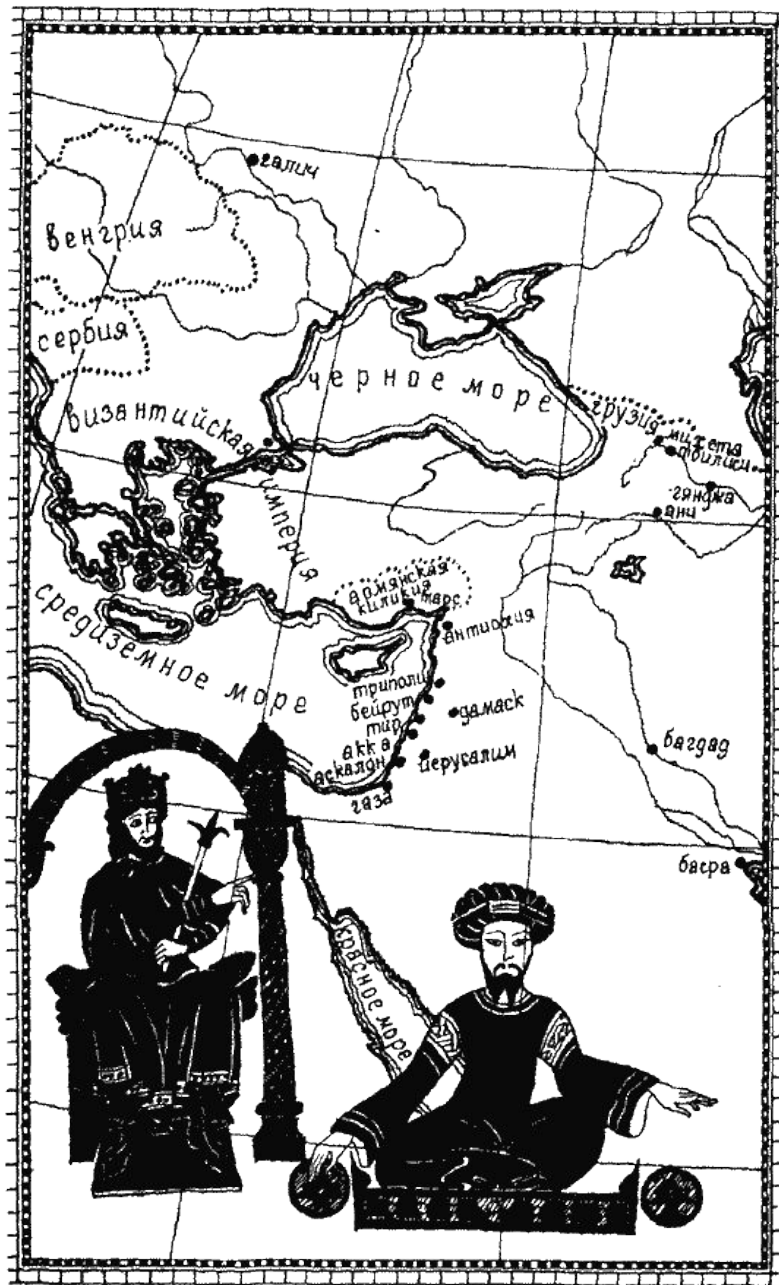 галич
венгрия
сербия
черное море
византийская
империя
грузия
мцхета
тбилиси
гянджа
ани
армянская
киликия
тарс
антиохия
средиземное море
триполи
бейрут
дамаск
тир
акка
иерусалим
аскалон
газа
багдад
басра
красное море